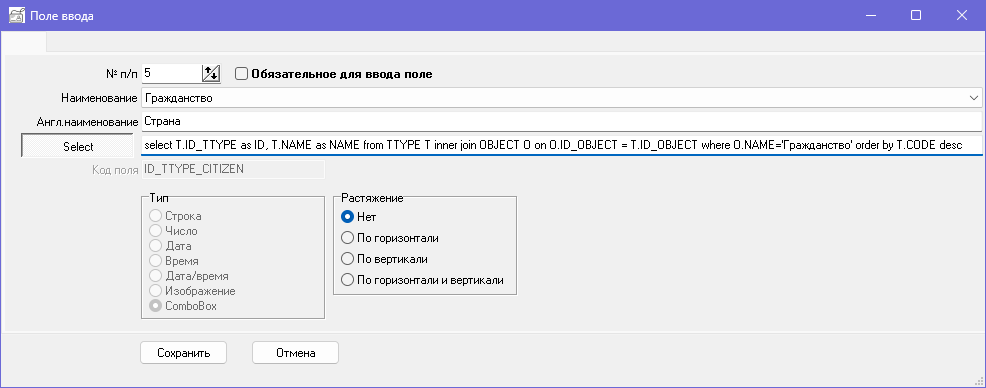 Поле ввода
№ п/п 5 Обязательное для ввода поле
Наименование Гражданство
Англ.наименование Страна
Select select T.ID_TTYPE as ID, T.NAME as NAME from TTYPE T inner join OBJECT O on O.ID_OBJECT = T.ID_OBJECT where O.NAME='Гражданство' order by T.CODE desc
Код поля ID_TTYPE_CITIZEN
Тип
Строка
Число
Дата
Время
Дата/время
Изображение
ComboBox
Растяжение
Нет
По горизонтали
По вертикали
По горизонтали и вертикали
Сохранить Отмена